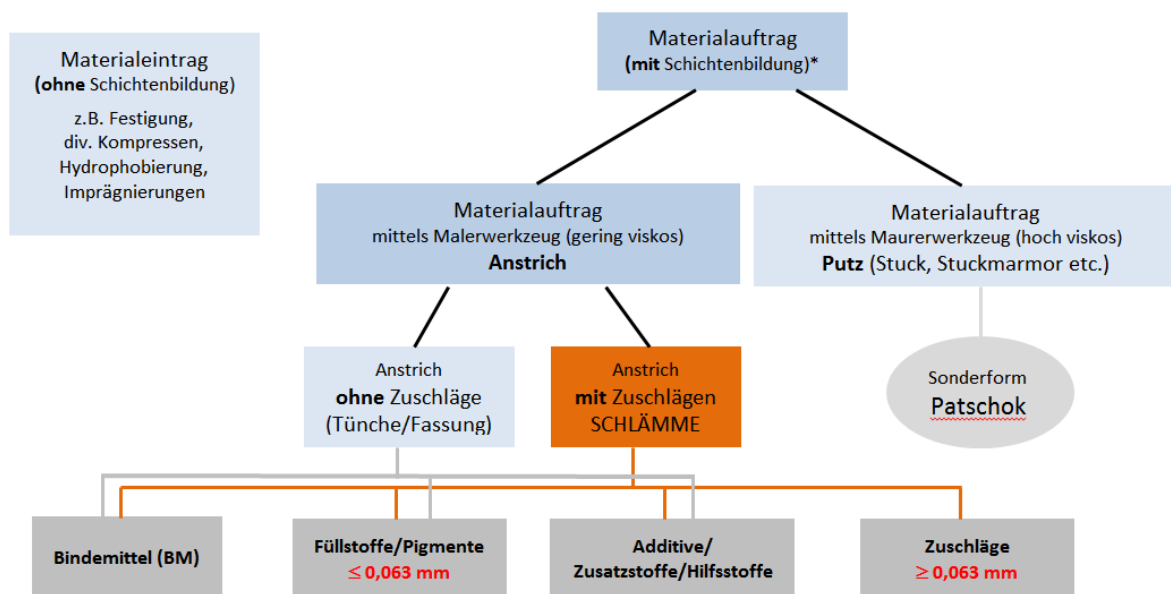 Materialeintrag
(ohne Schichtenbildung)
z.B. Festigung,
div. Kompressen,
Hydrophobierung,
Imprägnierungen
Materialauftrag
(mit Schichtenbildung)*
Materialauftrag
mittels Malerwerkzeug (gering viskos)
Anstrich
Materialauftrag
mittels Maurerwerkzeug (hoch viskos)
Putz (Stuck, Stuckmarmor etc.)
Anstrich
ohne Zuschläge
(Tünche/Fassung)
Anstrich
mit Zuschlägen
SCHLÄMME
Sonderform
Patschok
Bindemittel (BM)
Füllstoffe/Pigmente
≤ 0,063 mm
Additive/
Zusatzstoffe/Hilfsstoffe
Zuschläge
≥ 0,063 mm